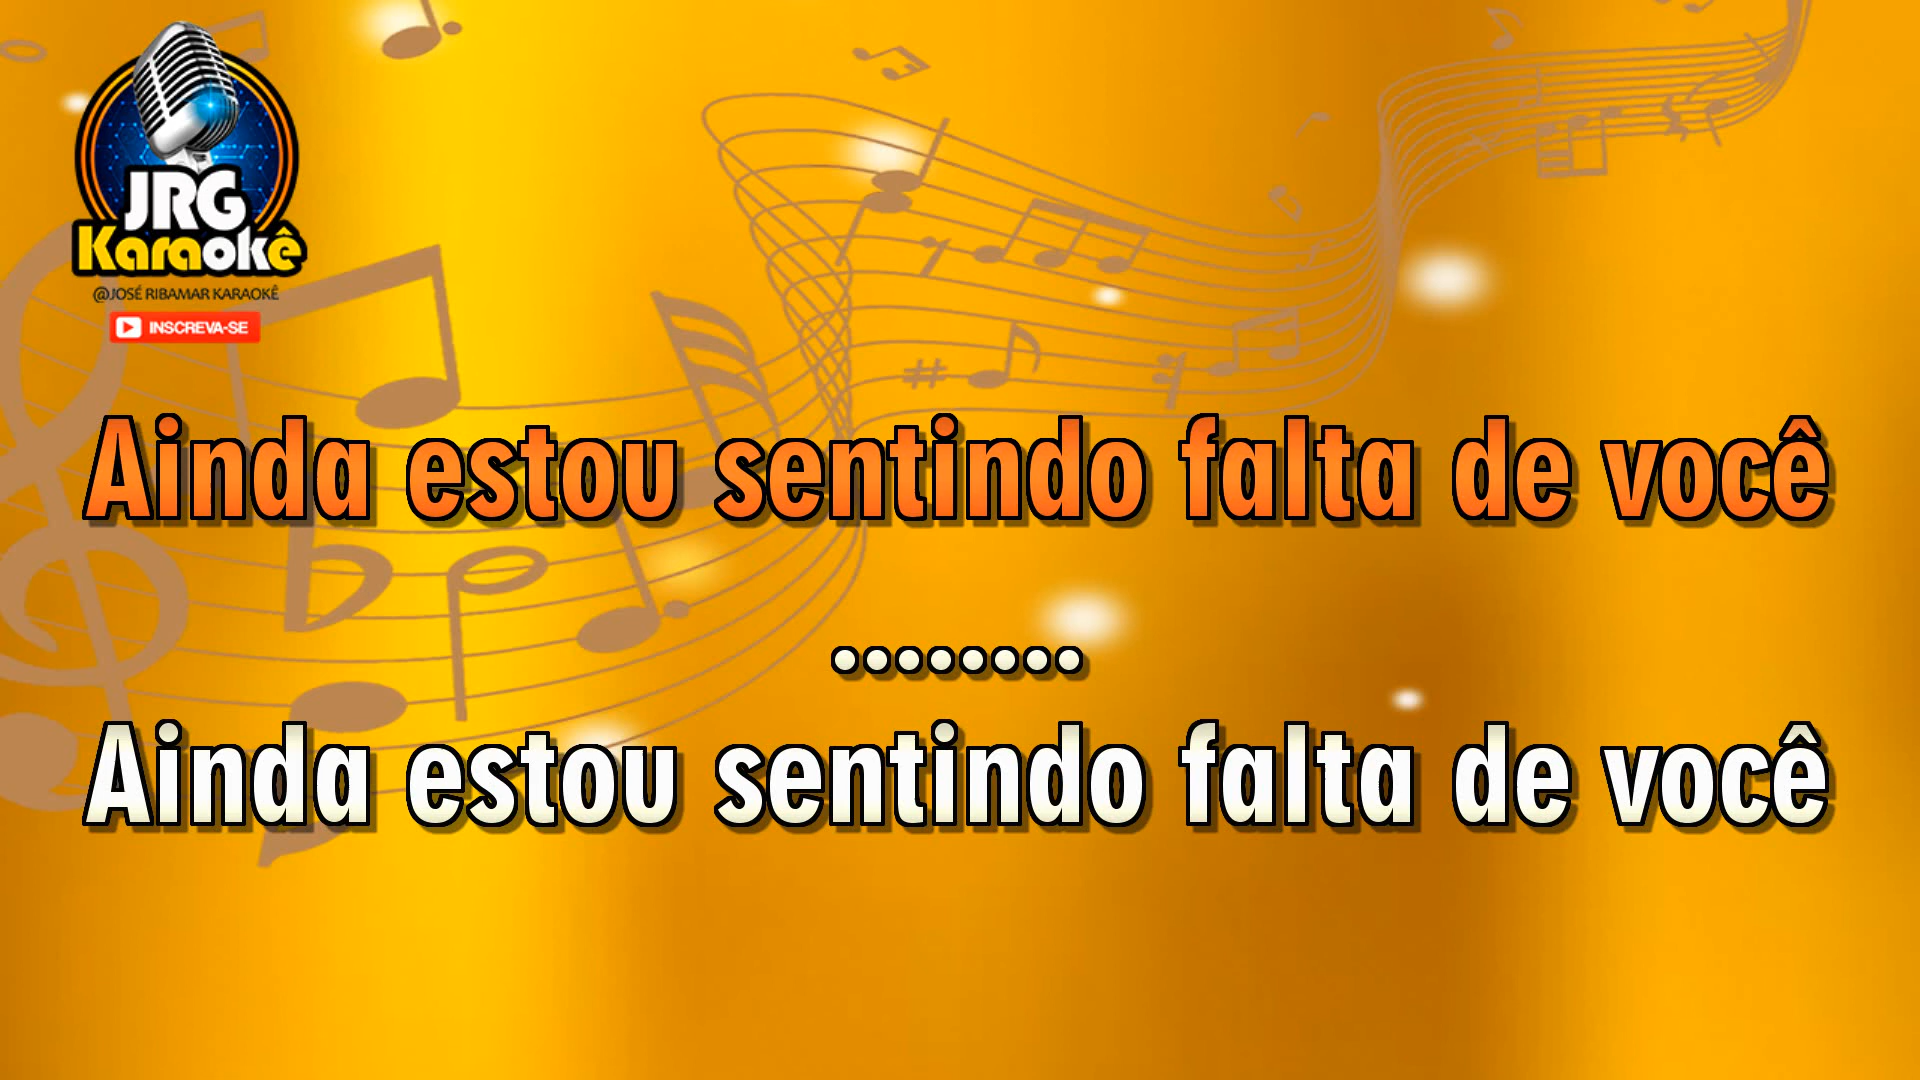 JRG
Karaokê
@JOSÉ RIBAMAR KARAOKÊ
INSCREVA-SE
Ainda estou sentindo falta de você
........
Ainda estou sentindo falta de você